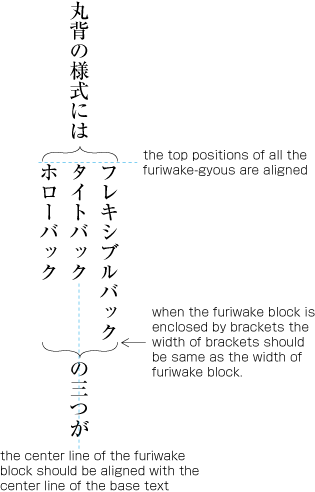 丸背の様式には
フレキシブルバック
タイトバック
ホローバック
の三つが
the top positions of all the
furiwake-gyous are aligned
when the furiwake block is
enclosed by brackets the
width of brackets should
be same as the width of
furiwake block.
the center line of the furiwake
block should be aligned with the
center line of the base text